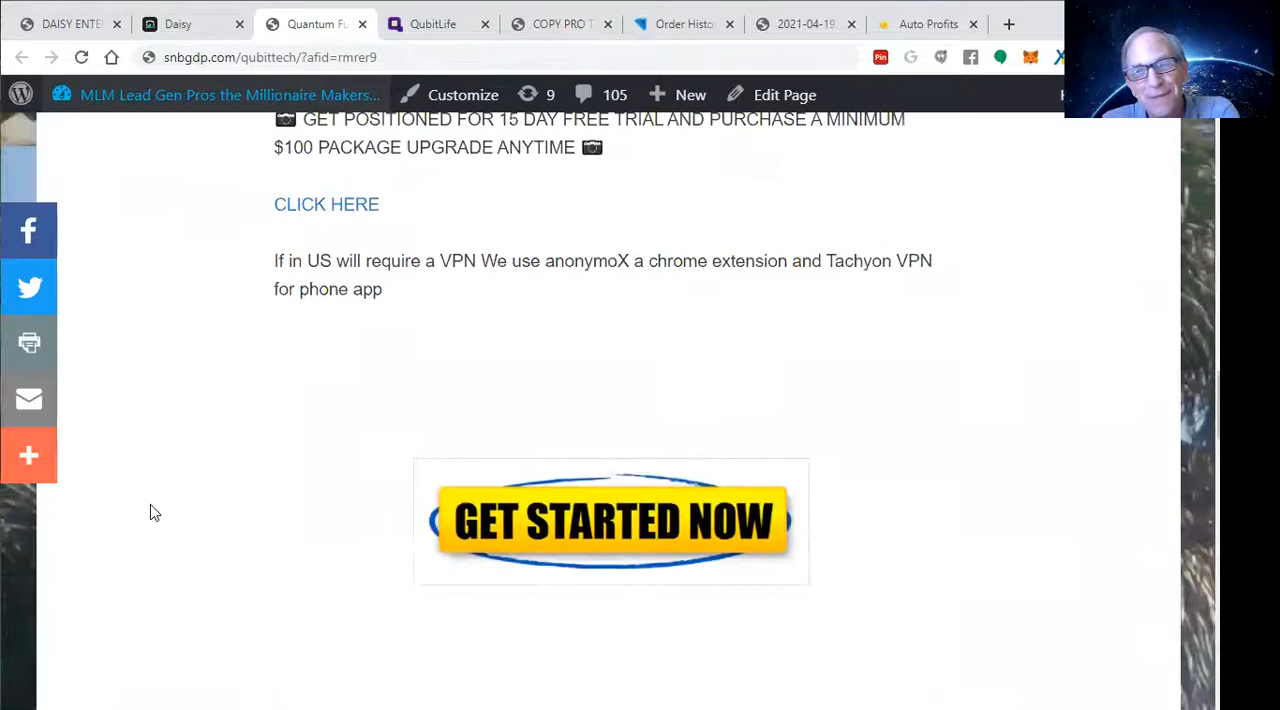 DAISY ENTE
Daisy
Quantum Fu
QubitLife
COPY PRO T
Order Histo
2021-04-19.
Auto Profits
snbgdp.com/qubittech/?afid=rmrer9
Pin
MLM Lead Gen Pros the Millionaire Makers...
Customize
9
105
New
Edit Page
GET POSITIONED FOR 15 DAY FREE TRIAL AND PURCHASE A MINIMUM
$100 PACKAGE UPGRADE ANYTIME
CLICK HERE
If in US will require a VPN We use anonymoX a chrome extension and Tachyon VPN
for phone app
GET STARTED NOW